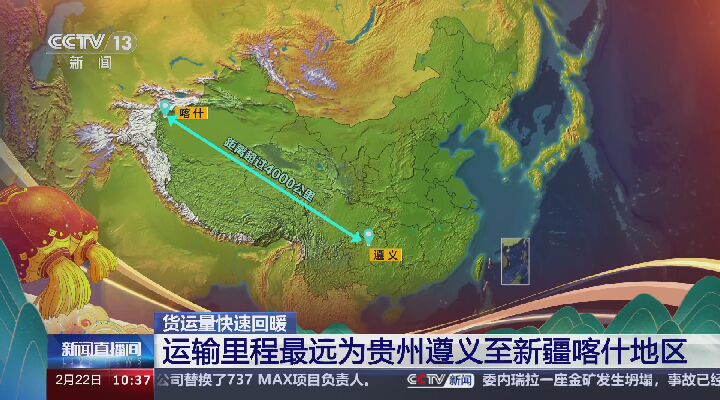 CCTV 13
新闻
喀什
距离超过4000公里
遵义
货运量快速回暖
新闻直播间
运输里程最远为贵州遵义至新疆喀什地区
2月22日 10:37 公司替换了737 MAX项目负责人。 CCTV 新闻 委内瑞拉一座金矿发生坍塌，事故已经